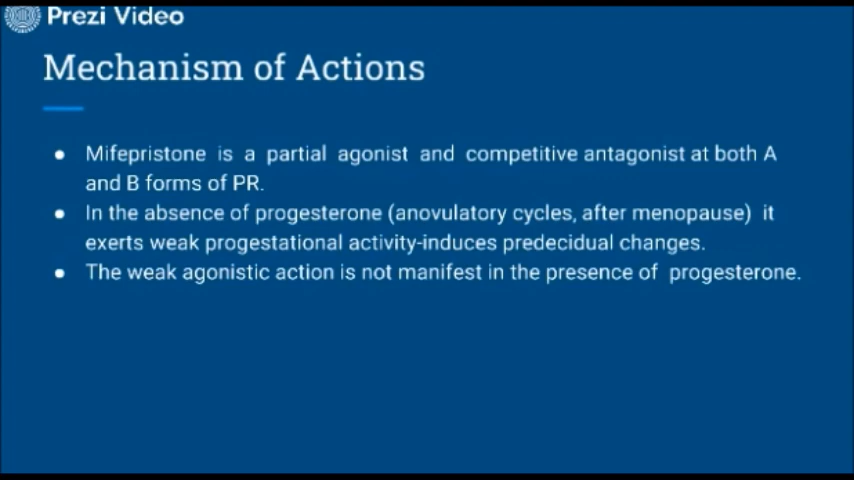 Prezi Video
Mechanism of Actions
● Mifepristone is a partial agonist and competitive antagonist at both A
and B forms of PR.
● In the absence of progesterone (anovulatory cycles, after menopause) it
exerts weak progestational activity-induces predecidual changes.
● The weak agonistic action is not manifest in the presence of progesterone.